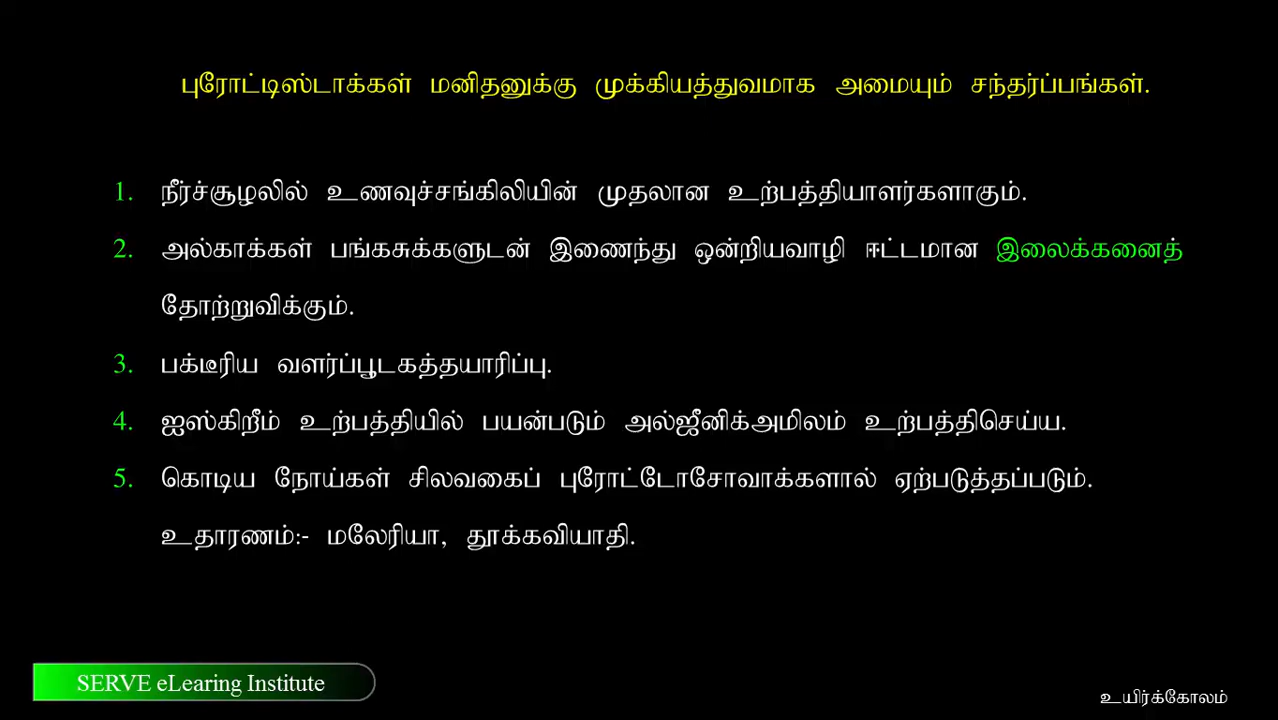 புரோட்டிஸ்டாக்கள் மனிதனுக்கு முக்கியத்துவமாக அமையும் சந்தர்ப்பங்கள்.
1. நீர்ச்சூழலில் உணவுச்சங்கிலியின் முதலான உற்பத்தியாளர்களாகும்.
2. அல்காக்கள் பங்கசுக்களுடன் இணைந்து ஒன்றியவாழி ஈட்டமான இலைக்கனைத்
தோற்றுவிக்கும்.
3. பக்டீரிய வளர்ப்பூடகத்தயாரிப்பு.
4. ஐஸ்கிறீம் உற்பத்தியில் பயன்படும் அல்ஜீனிக்அமிலம் உற்பத்திசெய்ய.
5. கொடிய நோய்கள் சிலவகைப் புரோட்டோசோவாக்களால் ஏற்படுத்தப்படும்.
உதாரணம்:- மலேரியா, தூக்கவியாதி.
SERVE eLearing Institute
உயிர்க்கோலம்